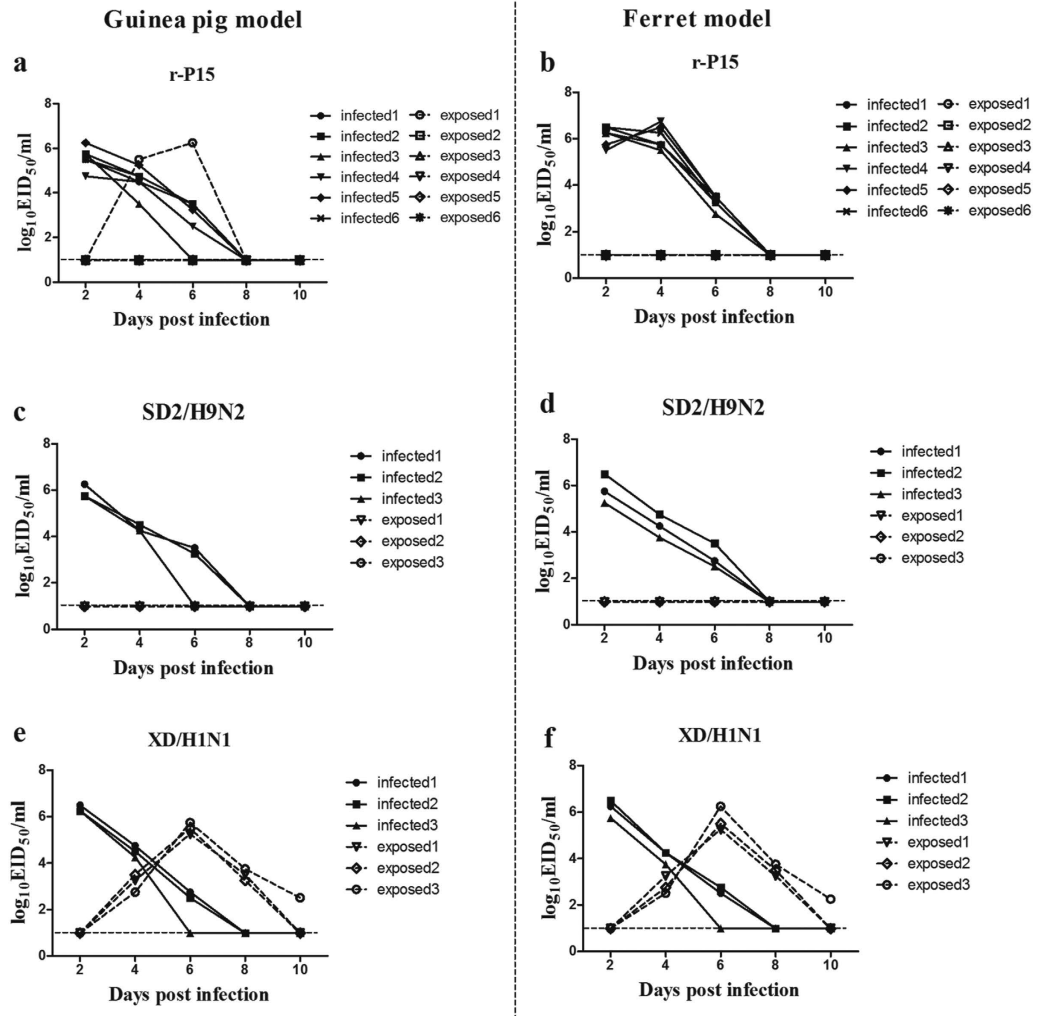 Guinea pig model
Ferret model
a
r-P15
log10EID50/ml
8
6
4
2
0
2 4 6 8 10
Days post infection
infected1 exposed1
infected2 exposed2
infected3 exposed3
infected4 exposed4
infected5 exposed5
infected6 exposed6
b
r-P15
log10EID50/ml
8
6
4
2
0
2 4 6 8 10
Days post infection
infected1 exposed1
infected2 exposed2
infected3 exposed3
infected4 exposed4
infected5 exposed5
infected6 exposed6
c
SD2/H9N2
log10EID50/ml
8
6
4
2
0
2 4 6 8 10
Days post infection
infected1
infected2
infected3
exposed1
exposed2
exposed3
d
SD2/H9N2
log10EID50/ml
8
6
4
2
0
2 4 6 8 10
Days post infection
infected1
infected2
infected3
exposed1
exposed2
exposed3
e
XD/H1N1
log10EID50/ml
8
6
4
2
0
2 4 6 8 10
Days post infection
infected1
infected2
infected3
exposed1
exposed2
exposed3
f
XD/H1N1
log10EID50/ml
8
6
4
2
0
2 4 6 8 10
Days post infection
infected1
infected2
infected3
exposed1
exposed2
exposed3